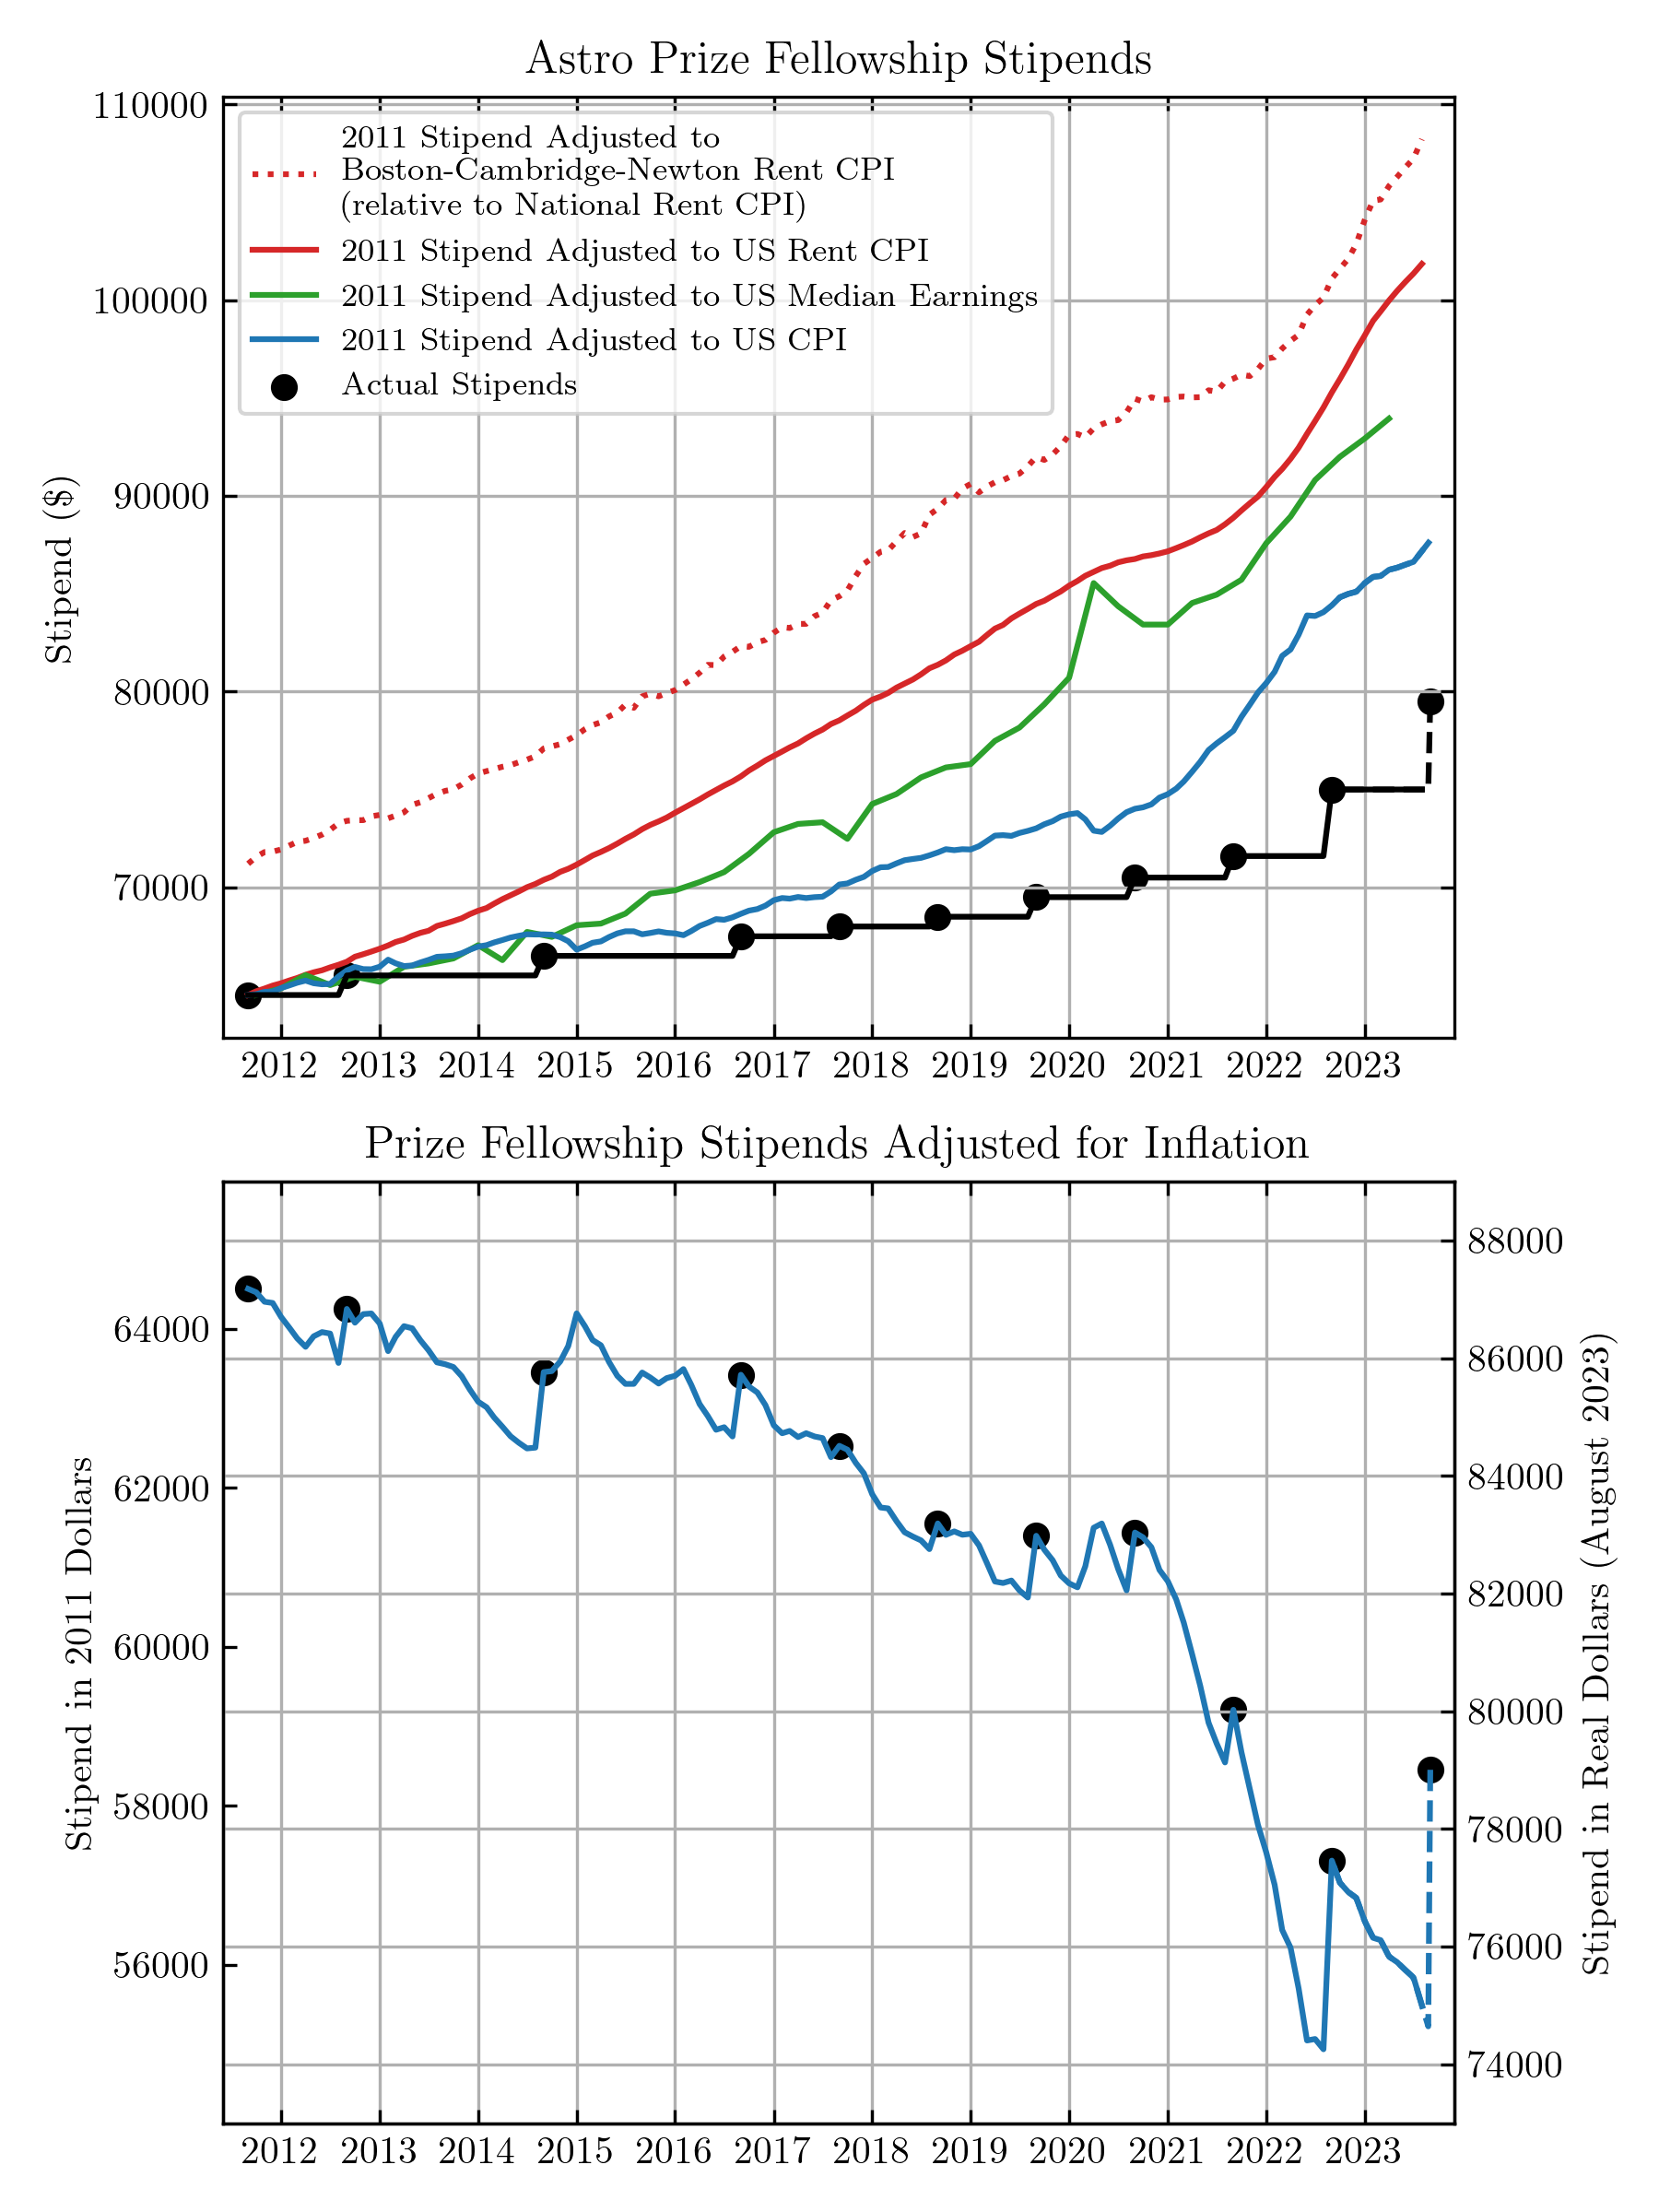 Astro Prize Fellowship Stipends
110000
100000
90000
80000
70000
Stipend ($)
2011 Stipend Adjusted to
Boston-Cambridge-Newton Rent CPI
(relative to National Rent CPI)
2011 Stipend Adjusted to US Rent CPI
2011 Stipend Adjusted to US Median Earnings
2011 Stipend Adjusted to US CPI
Actual Stipends
2012 2013 2014 2015 2016 2017 2018 2019 2020 2021 2022 2023
Prize Fellowship Stipends Adjusted for Inflation
64000
62000
60000
58000
56000
Stipend in 2011 Dollars
88000
86000
84000
82000
80000
78000
76000
74000
Stipend in Real Dollars (August 2023)
2012 2013 2014 2015 2016 2017 2018 2019 2020 2021 2022 2023